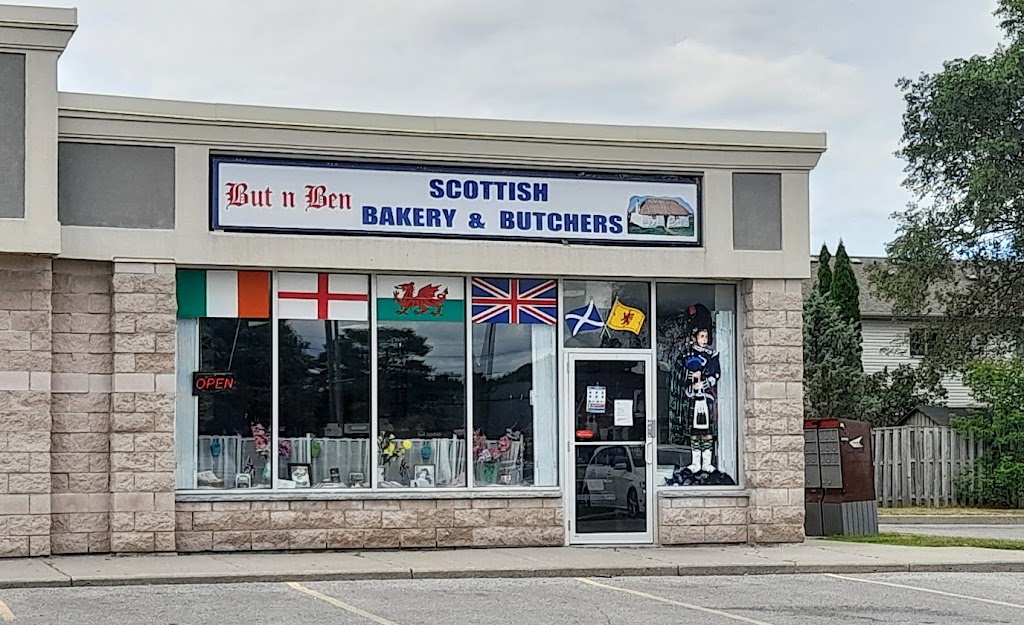 But n Ben
SCOTTISH
BAKERY & BUTCHERS
OPEN